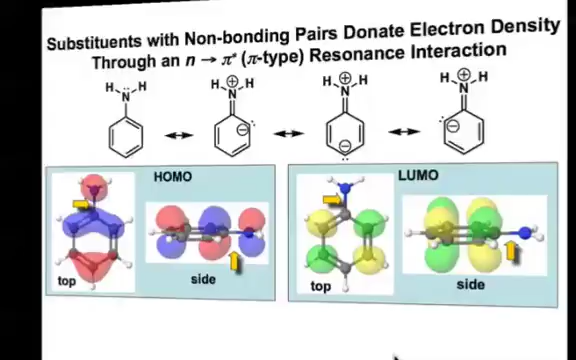 Substituents with Non-bonding Pairs Donate Electron Density
Through an n → π* (π-type) Resonance Interaction
H N H
H N H
H N H
H N H
HOMO
LUMO
top
side
top
side